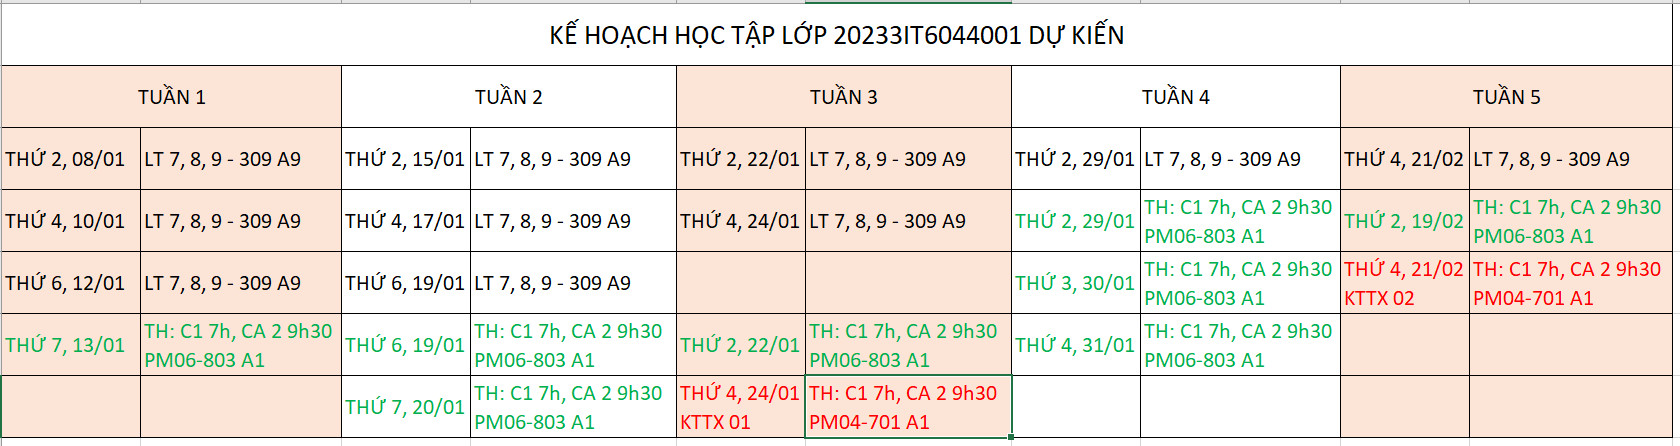 KẾ HOẠCH HỌC TẬP LỚP 20233IT6044001 DỰ KIẾN
TUẦN 1
TUẦN 2
TUẦN 3
TUẦN 4
TUẦN 5
THỨ 2, 08/01
LT 7, 8, 9 - 309 A9
THỨ 2, 15/01
LT 7, 8, 9 - 309 A9
THỨ 2, 22/01
LT 7, 8, 9 - 309 A9
THỨ 2, 29/01
LT 7, 8, 9 - 309 A9
THỨ 4, 21/02
LT 7, 8, 9 - 309 A9
THỨ 4, 10/01
LT 7, 8, 9 - 309 A9
THỨ 4, 17/01
LT 7, 8, 9 - 309 A9
THỨ 4, 24/01
LT 7, 8, 9 - 309 A9
THỨ 2, 29/01
TH: C1 7h, CA 2 9h30
PM06-803 A1
THỨ 2, 19/02
TH: C1 7h, CA 2 9h30
PM06-803 A1
THỨ 6, 12/01
LT 7, 8, 9 - 309 A9
THỨ 6, 19/01
LT 7, 8, 9 - 309 A9
THỨ 3, 30/01
TH: C1 7h, CA 2 9h30
PM06-803 A1
THỨ 4, 21/02
KTTX 02
TH: C1 7h, CA 2 9h30
PM04-701 A1
THỨ 7, 13/01
TH: C1 7h, CA 2 9h30
PM06-803 A1
THỨ 6, 19/01
TH: C1 7h, CA 2 9h30
PM06-803 A1
THỨ 2, 22/01
TH: C1 7h, CA 2 9h30
PM06-803 A1
THỨ 4, 31/01
TH: C1 7h, CA 2 9h30
PM06-803 A1
THỨ 7, 20/01
TH: C1 7h, CA 2 9h30
PM06-803 A1
THỨ 4, 24/01
KTTX 01
TH: C1 7h, CA 2 9h30
PM04-701 A1